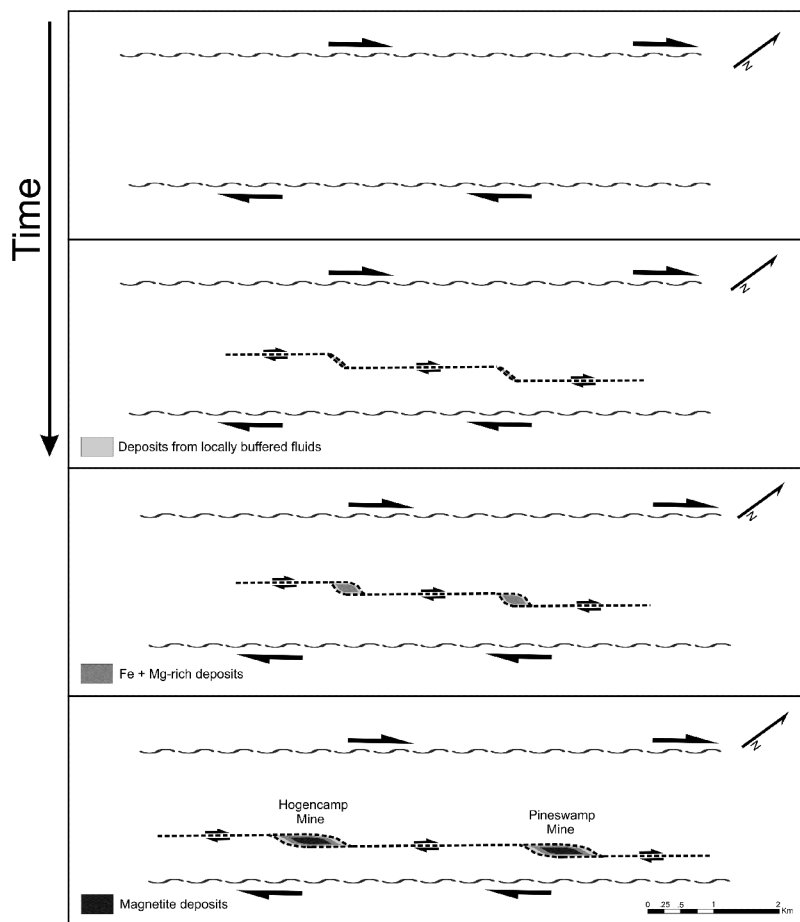 Time
N
N
Deposits from locally buffered fluids
N
Fe + Mg-rich deposits
N
Hogencamp
Mine
Pineswamp
Mine
Magnetite deposits
0 .25 .5 1 2
Km